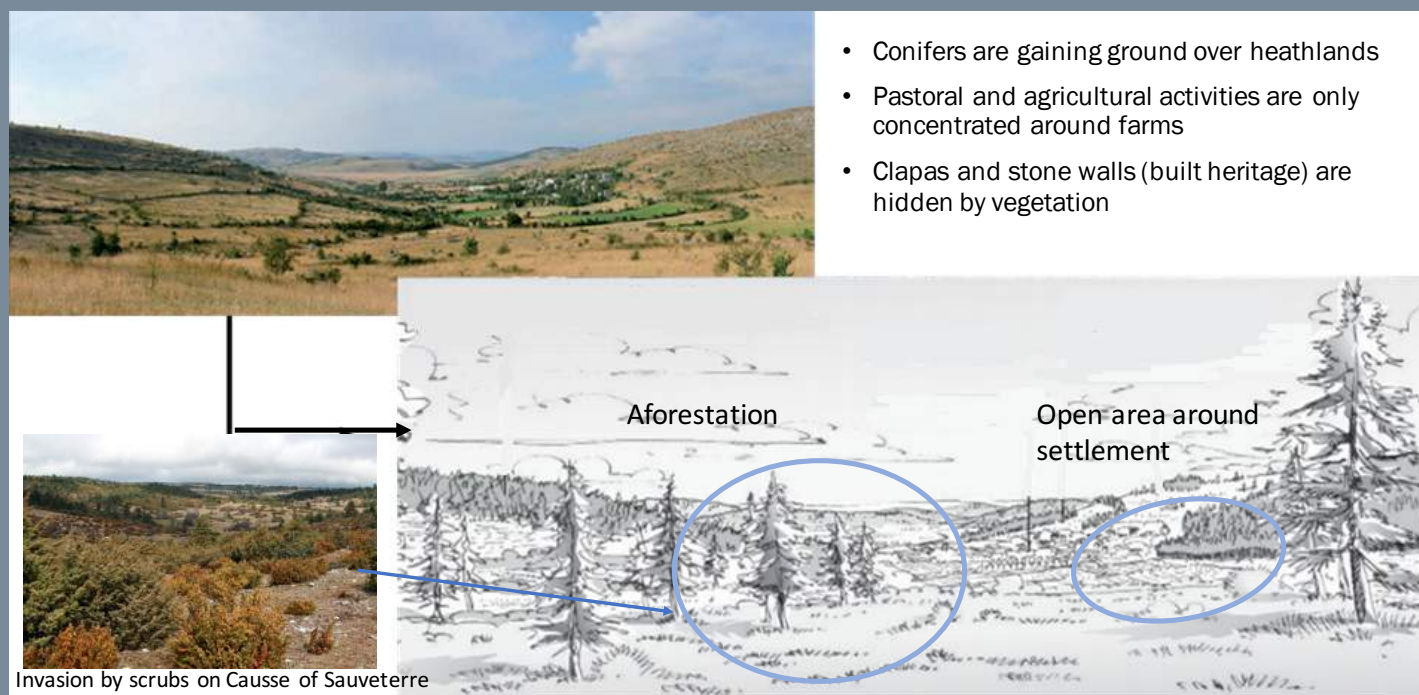 • Conifers are gaining ground over heathlands
• Pastoral and agricultural activities are only
concentrated around farms
• Clapas and stone walls (built heritage) are
hidden by vegetation
Aforestation
Open area around
settlement
Invasion by scrubs on Causse of Sauveterre